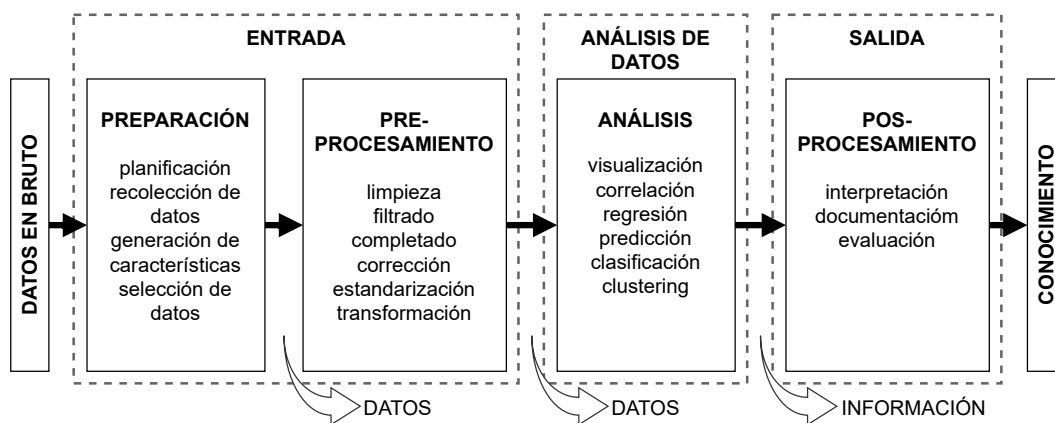 DATOS EN BRUTO
ENTRADA
PREPARACIÓN
planificación
recolección de
datos
generación de
características
selección de
datos
PRE-
PROCESAMIENTO
limpieza
filtrado
completado
corrección
estandarización
transformación
DATOS
ANÁLISIS DE
DATOS
ANÁLISIS
visualización
correlación
regresión
predicción
clasificación
clustering
DATOS
SALIDA
POS-
PROCESAMIENTO
interpretación
documentacióm
evaluación
INFORMACIÓN
CONOCIMIENTO